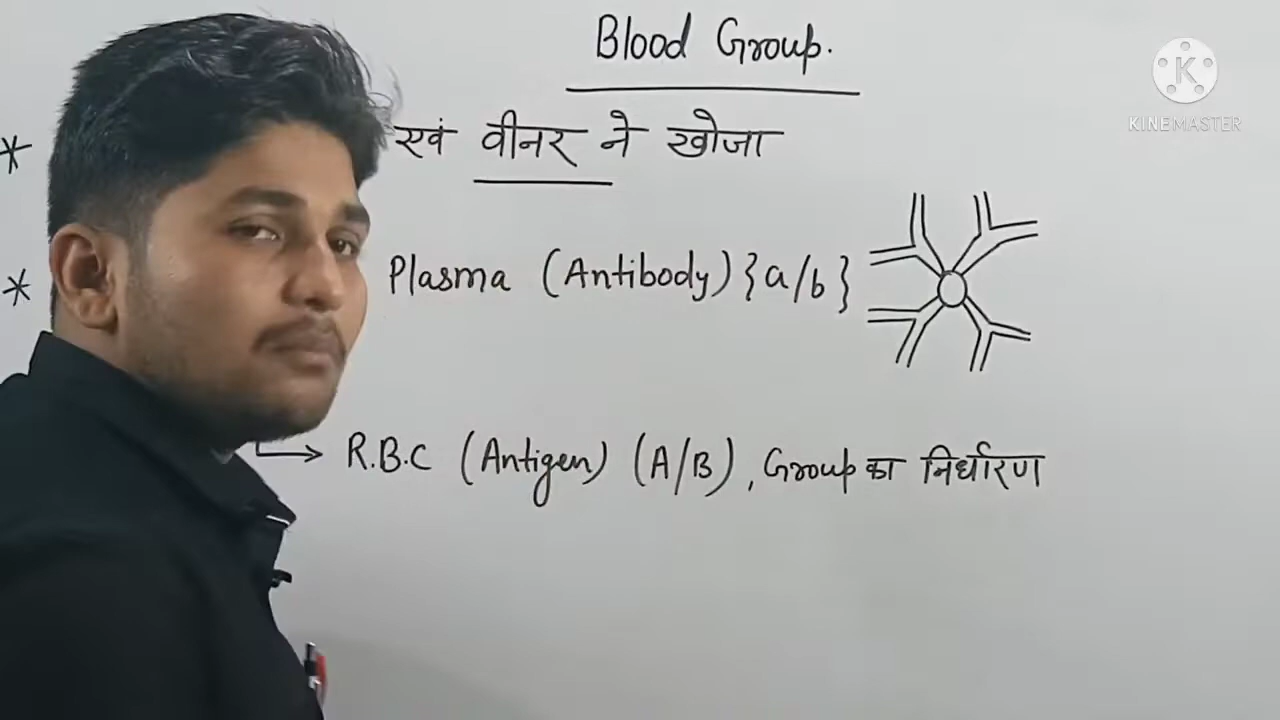 Blood Group.
KINEMASTER
* एवं वीनर ने खोजा
* Plasma (Antibody) {a/b}
→ R.B.C (Antigen) (A/B), Group का निर्धारण